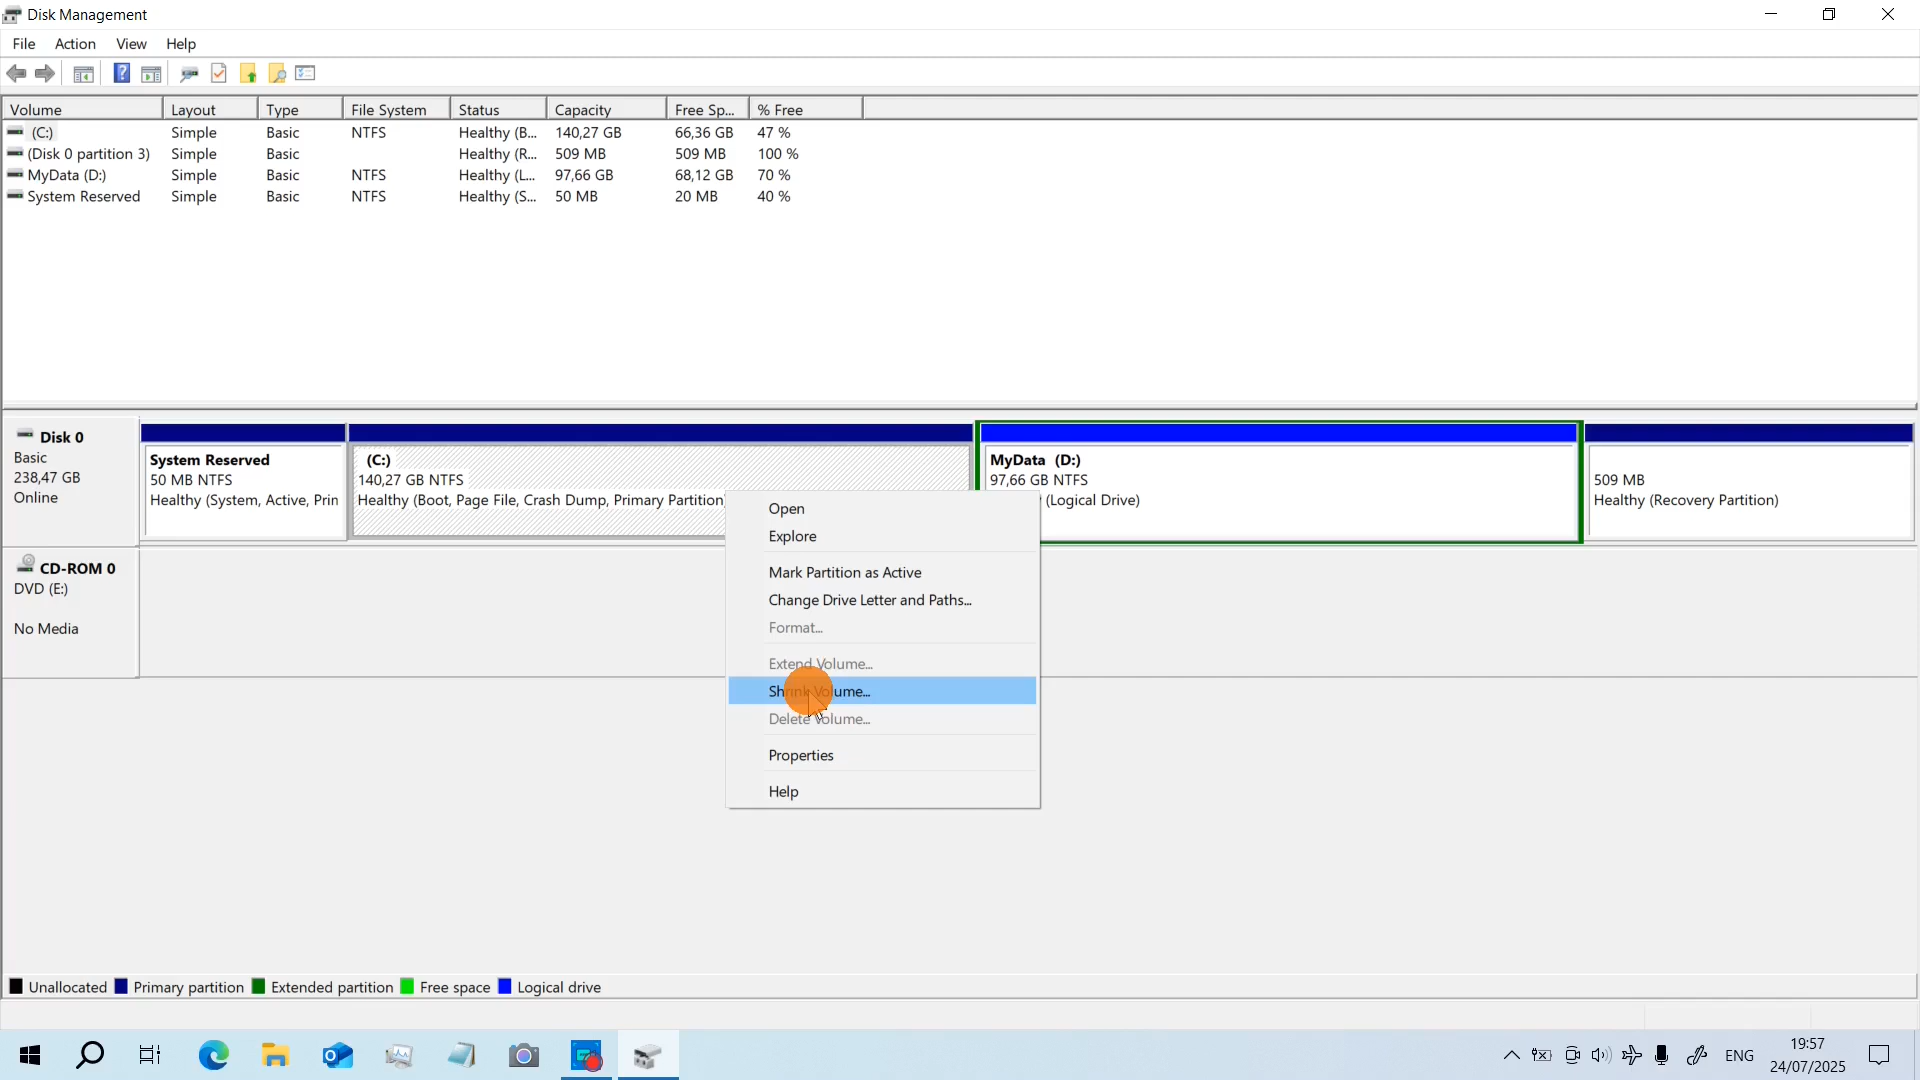 Disk Management
File Action View Help
Volume Layout Type File System Status Capacity Free Sp... % Free
(C:) Simple Basic NTFS Healthy (B... 140,27 GB 66,36 GB 47 %
(Disk 0 partition 3) Simple Basic Healthy (R... 509 MB 509 MB 100 %
MyData (D:) Simple Basic NTFS Healthy (L... 97,66 GB 68,12 GB 70 %
System Reserved Simple Basic NTFS Healthy (S... 50 MB 20 MB 40 %
Disk 0
Basic
238,47 GB
Online
System Reserved
50 MB NTFS
Healthy (System, Active, Prin
(C:)
140,27 GB NTFS
Healthy (Boot, Page File, Crash Dump, Primary Partition)
MyData (D:)
97,66 GB NTFS
(Logical Drive)
509 MB
Healthy (Recovery Partition)
CD-ROM 0
DVD (E:)
No Media
Open
Explore
Mark Partition as Active
Change Drive Letter and Paths...
Format...
Extend Volume...
Shrink Volume...
Delete Volume...
Properties
Help
Unallocated Primary partition Extended partition Free space Logical drive
ENG
19:57
24/07/2025